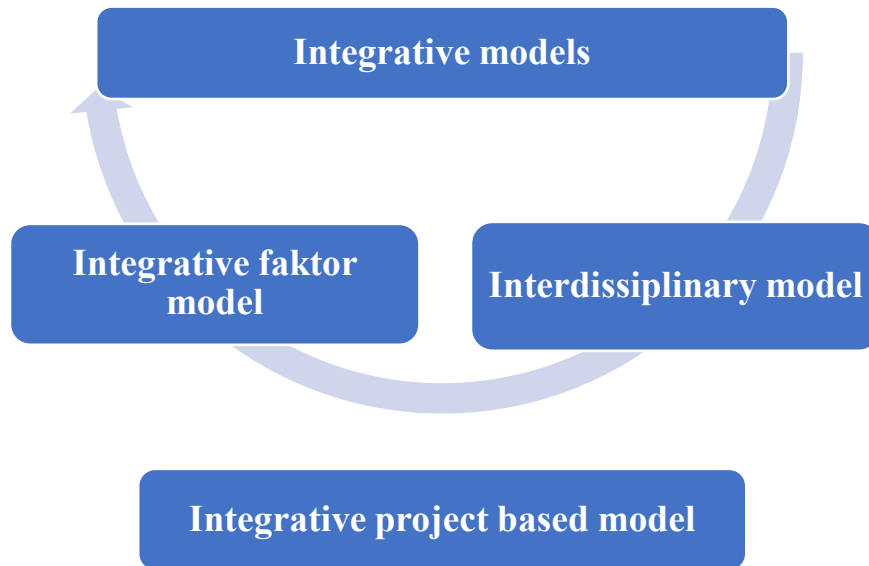 Integrative models
Integrative faktor
model
Interdissiplinary model
Integrative project based model